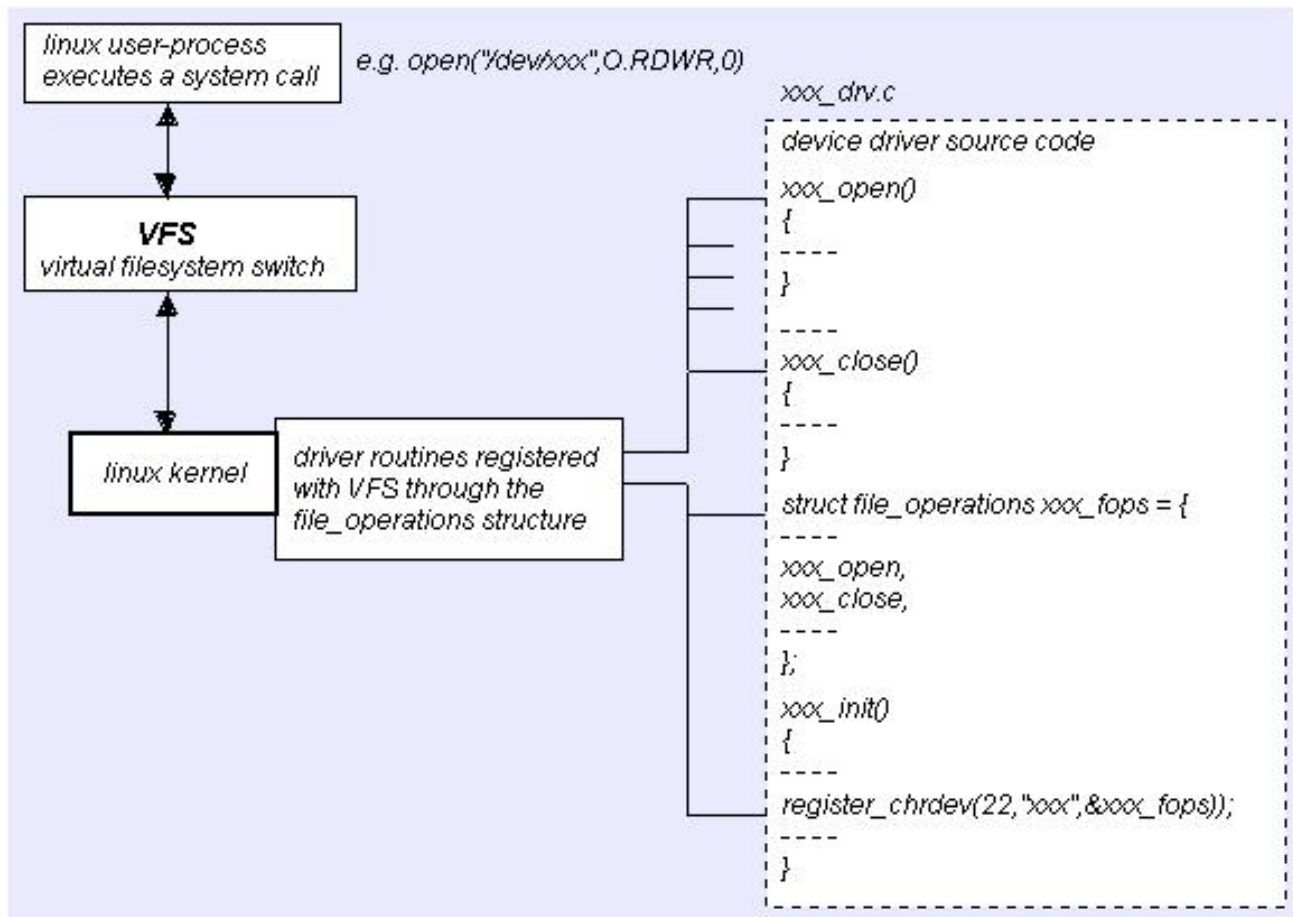 linux user-process
executes a system call
e.g. open("/dev/xxx",O.RDWR,0)
VFS
virtual filesystem switch
linux kernel
driver routines registered
with VFS through the
file_operations structure
xxx_drv.c
device driver source code
xxx_open()
{
----
}
----
xxx_close()
{
----
}
struct file_operations xxx_fops = {
----
xxx_open,
xxx_close,
----
};
xxx_init()
{
----
register_chrdev(22,"xxx",&xxx_fops));
----
}